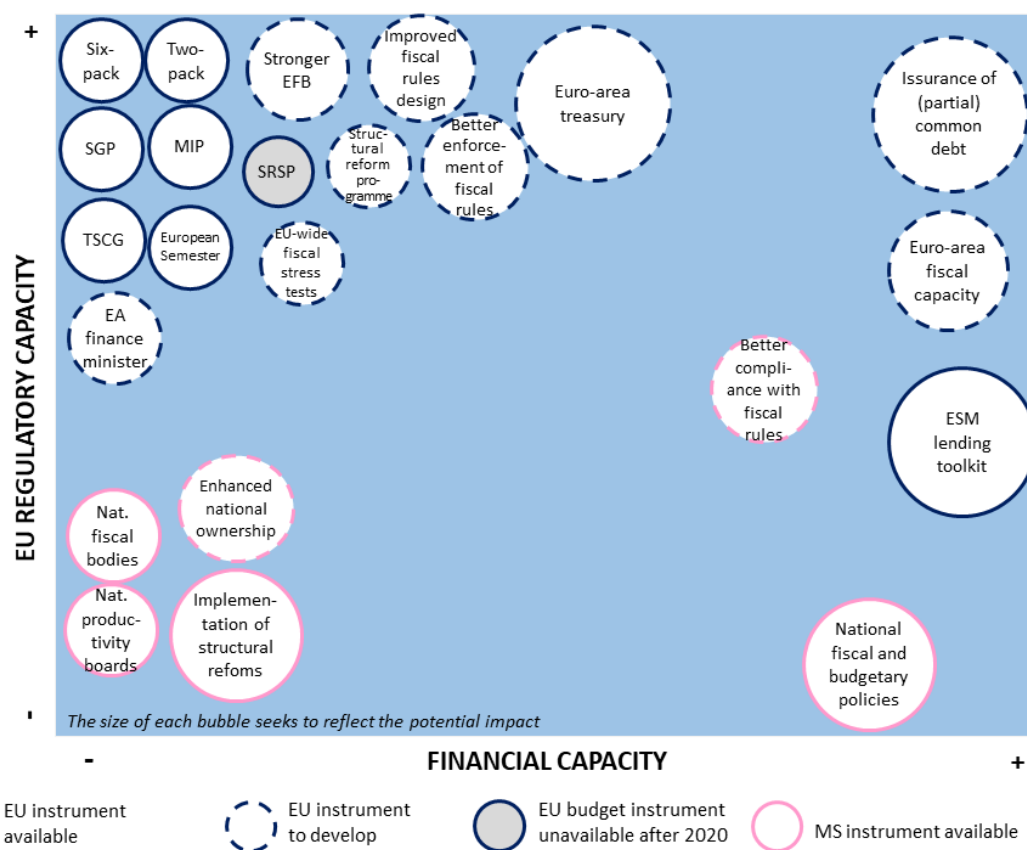 +
EU REGULATORY CAPACITY
-
Six-
pack
Two-
pack
Stronger
EFB
Improved
fiscal
rules
design
Euro-area
treasury
Issurance of
(partial)
common
debt
SGP
MIP
SRSP
Struc-
tural
reform
pro-
gramme
Better
enforce-
ment of
fiscal
rules
TSCG
European
Semester
EU-wide
fiscal
stress
tests
Euro-area
fiscal
capacity
EA
finance
minister
Better
compli-
ance with
fiscal
rules
ESM
lending
toolkit
Enhanced
national
ownership
Nat.
fiscal
bodies
Nat.
produc-
tivity
boards
Implemen-
tation of
structural
refoms
National
fiscal and
budgetary
policies
The size of each bubble seeks to reflect the potential impact
-
FINANCIAL CAPACITY
+
EU instrument
available
EU instrument
to develop
EU budget instrument
unavailable after 2020
MS instrument available